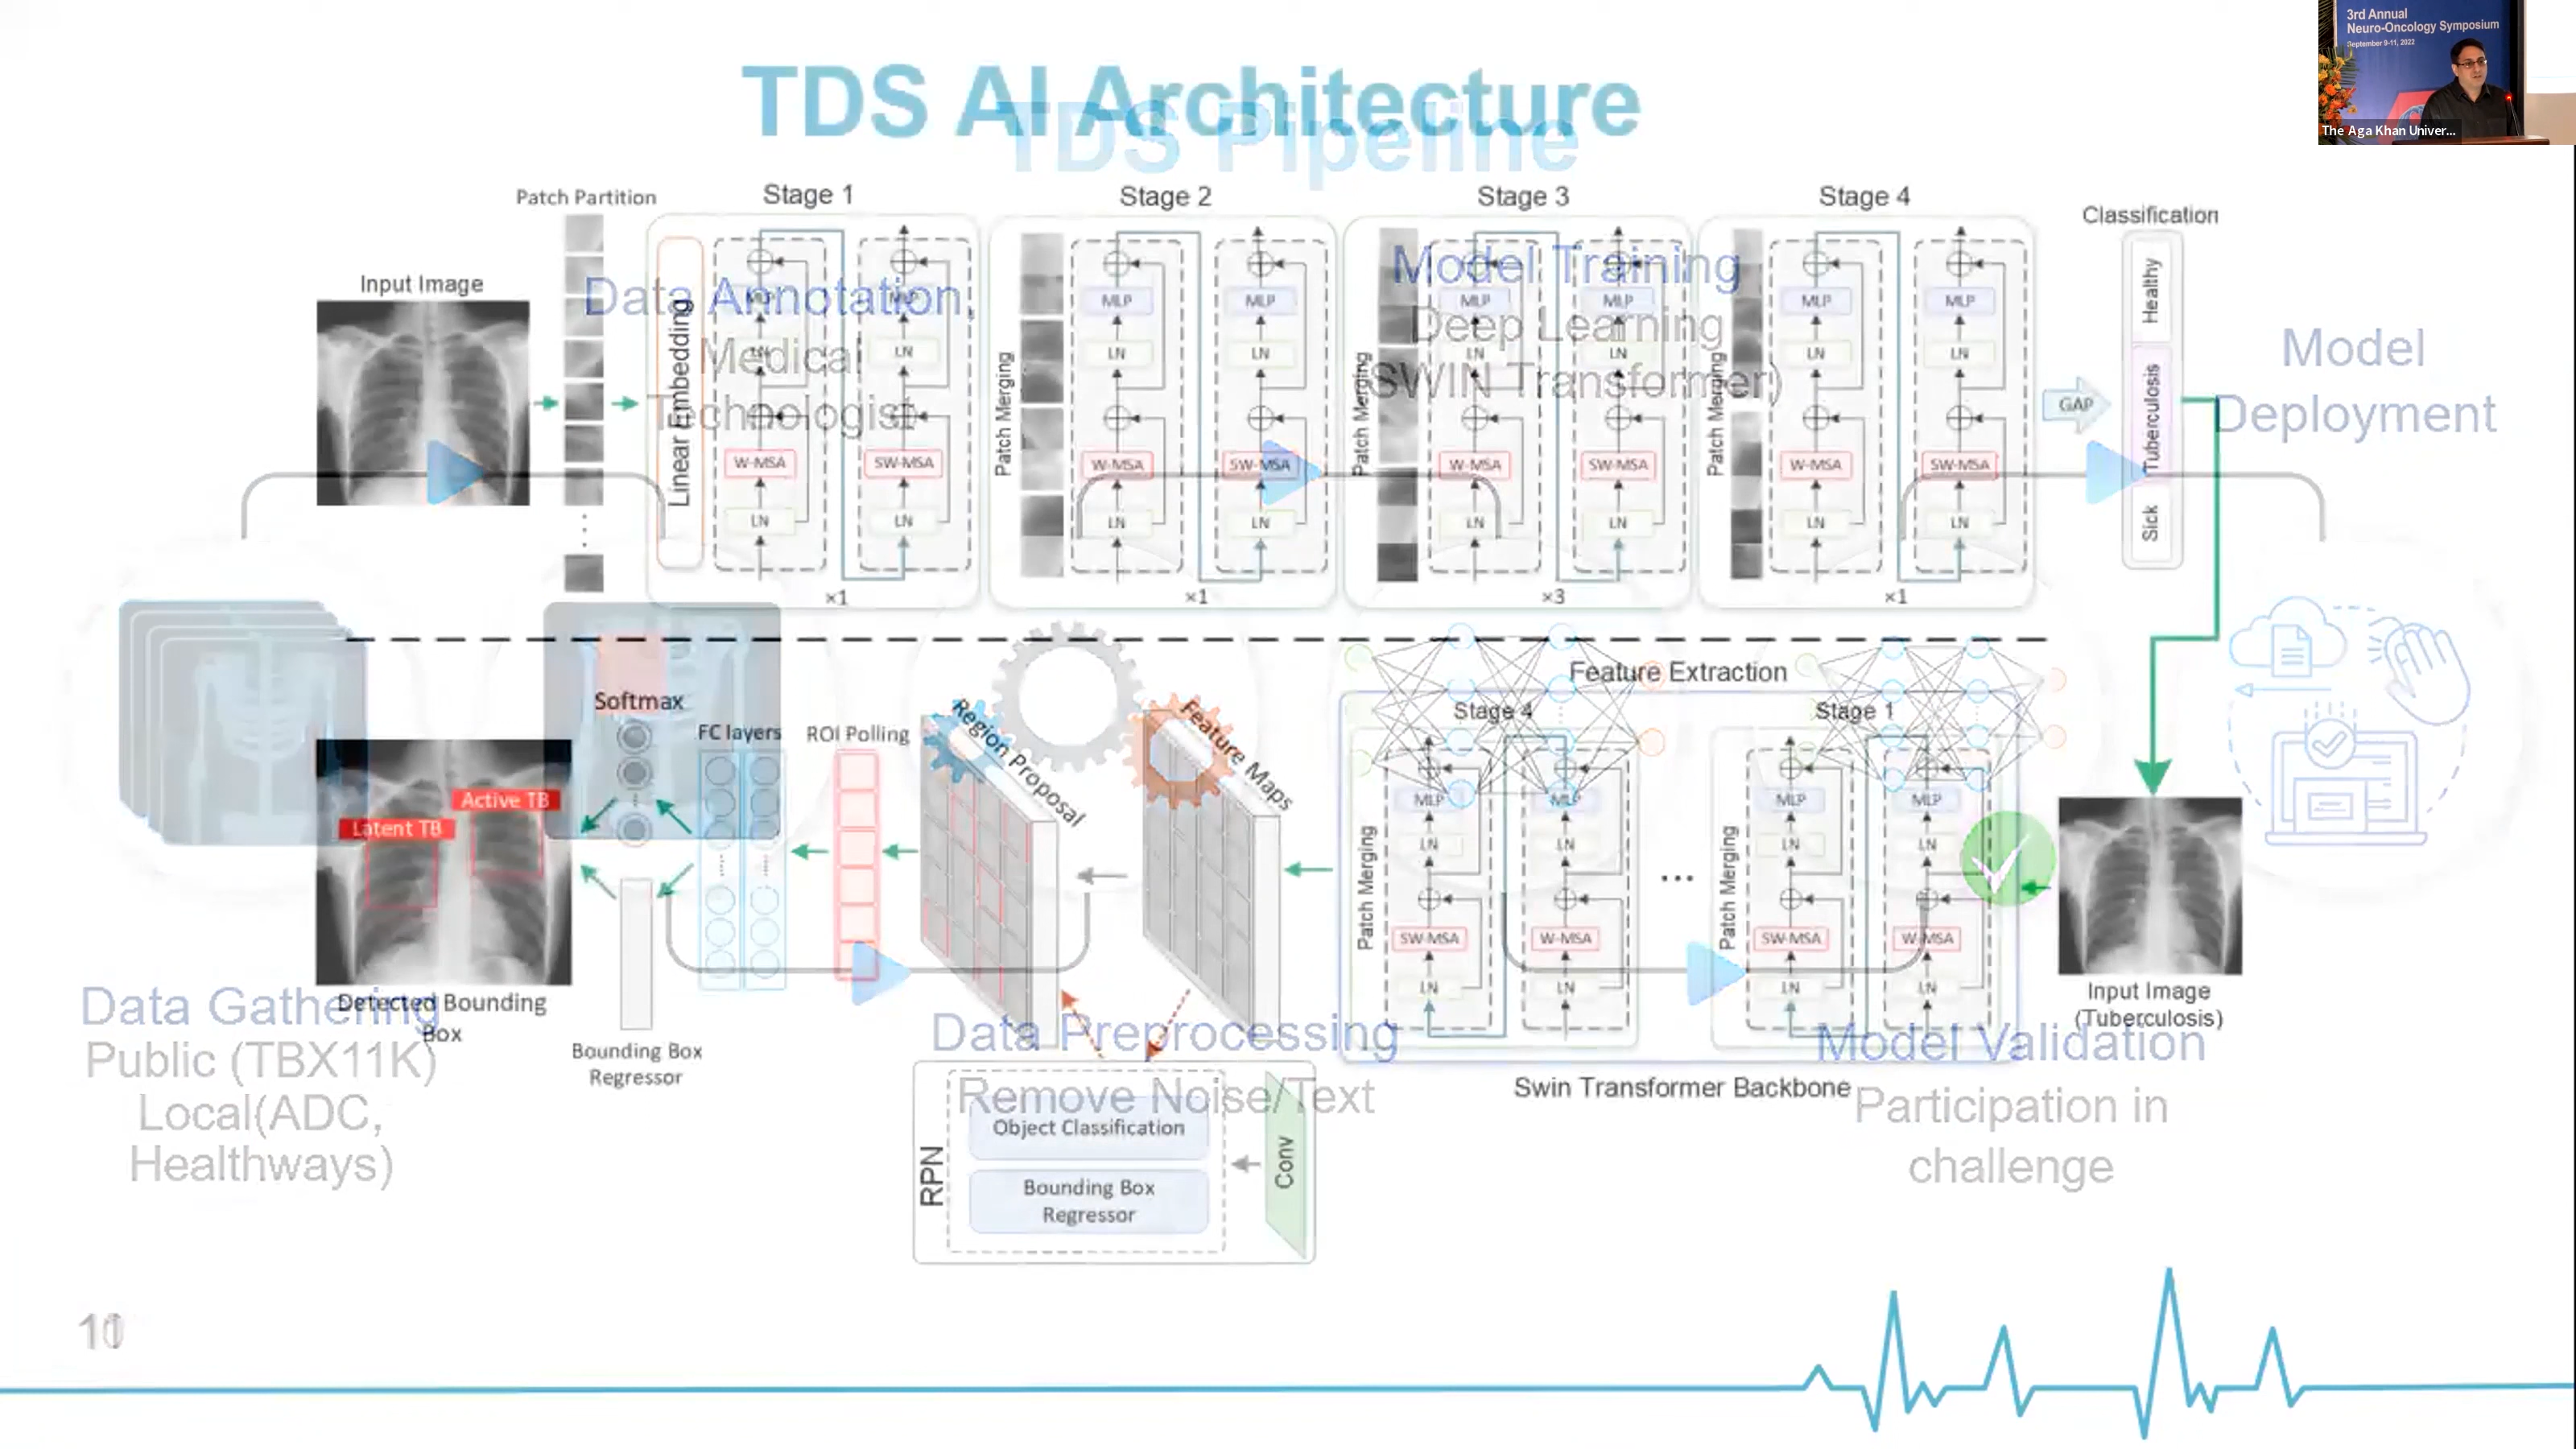 3rd Annual
Neuro-Oncology Symposium
September 9-11, 2022
The Aga Khan Univer...
TDS AI Architecture
TDS Pipeline
Patch Partition
Stage 1
Stage 2
Stage 3
Stage 4
Classification
Input Image
Linear Embedding
MLP
LN
W-MSA
LN
×1
MLP
LN
SW-MSA
LN
Patch Merging
MLP
LN
W-MSA
LN
×1
MLP
LN
SW-MSA
LN
Patch Merging
MLP
LN
W-MSA
LN
×3
MLP
LN
SW-MSA
LN
Patch Merging
MLP
LN
W-MSA
LN
×1
MLP
LN
SW-MSA
LN
GAP
Healthy
Tuberculosis
Sick
Data Annotation
Medical
Technologist
Model Training
Deep Learning
(SWIN Transformer)
Model
Deployment
Softmax
FC layers
ROI Polling
Region Proposal
Feature Maps
Feature Extraction
Stage 4
Stage 1
Patch Merging
MLP
LN
SW-MSA
LN
MLP
LN
W-MSA
LN
...
Patch Merging
MLP
LN
SW-MSA
LN
MLP
LN
W-MSA
LN
Active TB
Latent TB
Detected Bounding
Box
Bounding Box
Regressor
Input Image
(Tuberculosis)
Swin Transformer Backbone
Data Gathering
Public (TBX11K)
Local(ADC,
Healthways)
Data Preprocessing
Remove Noise/Text
Model Validation
Participation in
challenge
RPN
Object Classification
Bounding Box
Regressor
Conv